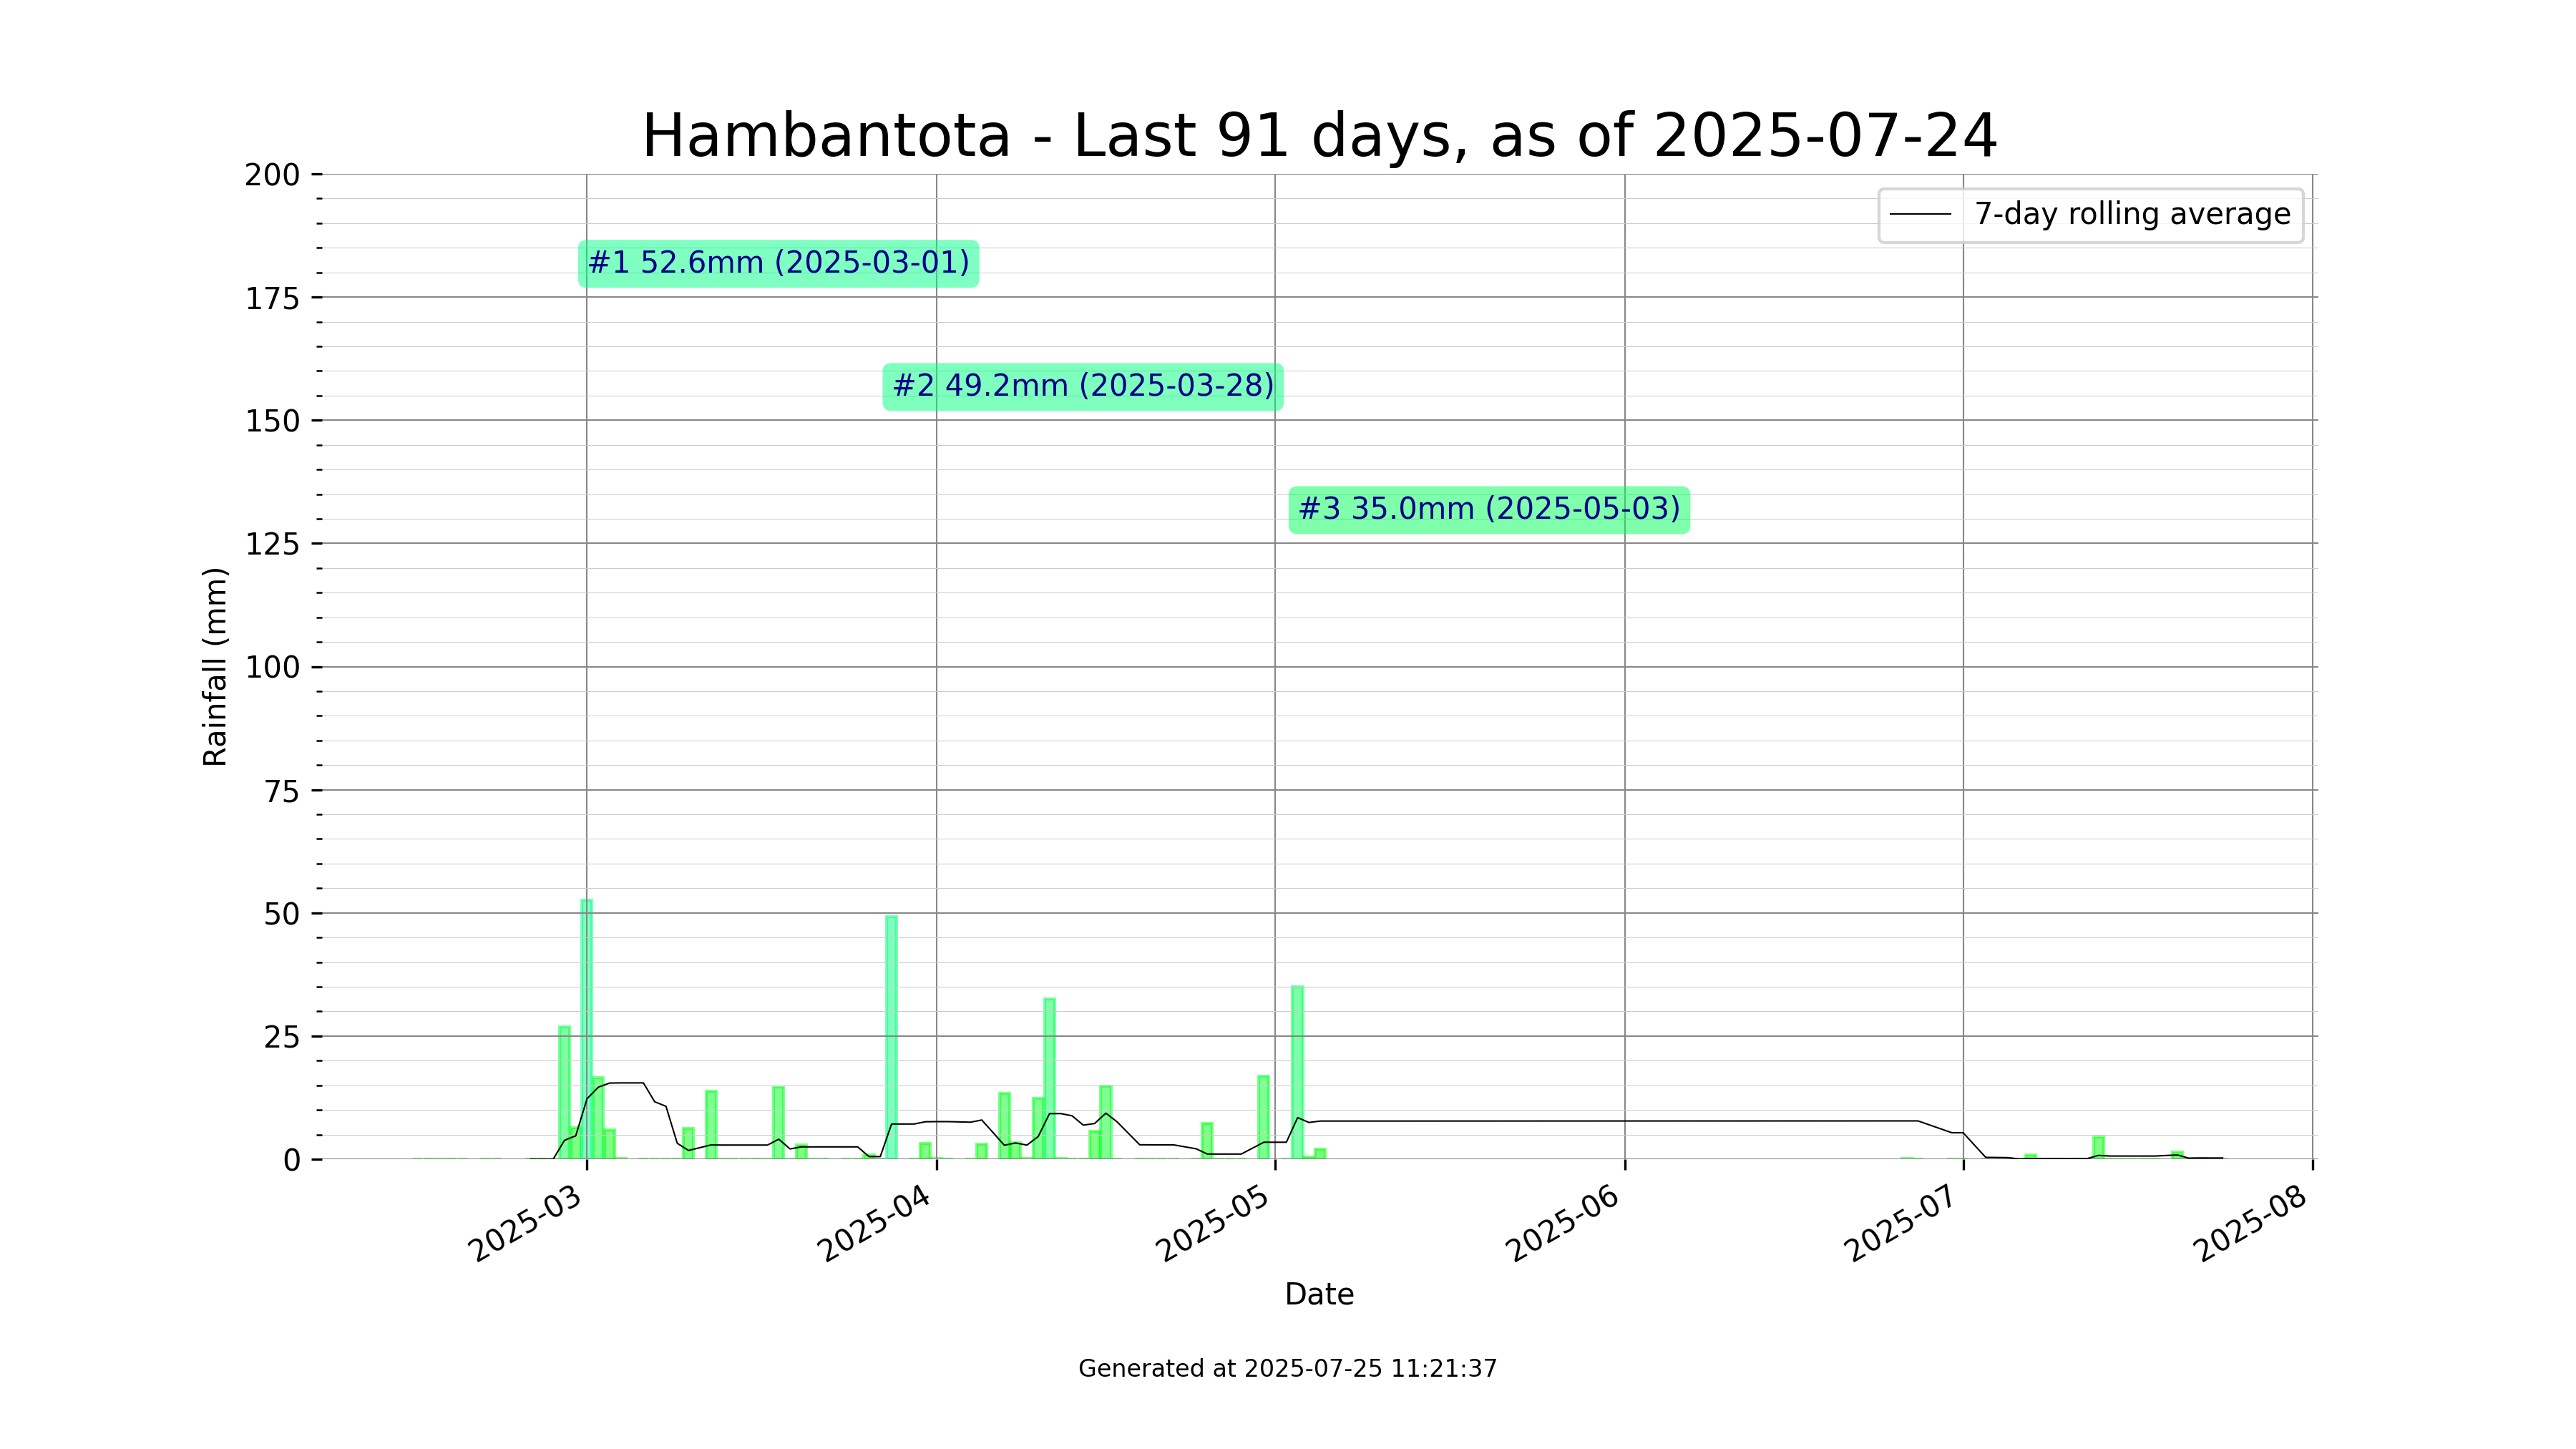 Hambantota - Last 91 days, as of 2025-07-24
200
175
150
125
100
75
50
25
0
Rainfall (mm)
7-day rolling average
#1 52.6mm (2025-03-01)
#2 49.2mm (2025-03-28)
#3 35.0mm (2025-05-03)
2025-03
2025-04
2025-05
2025-06
2025-07
2025-08
Date
Generated at 2025-07-25 11:21:37